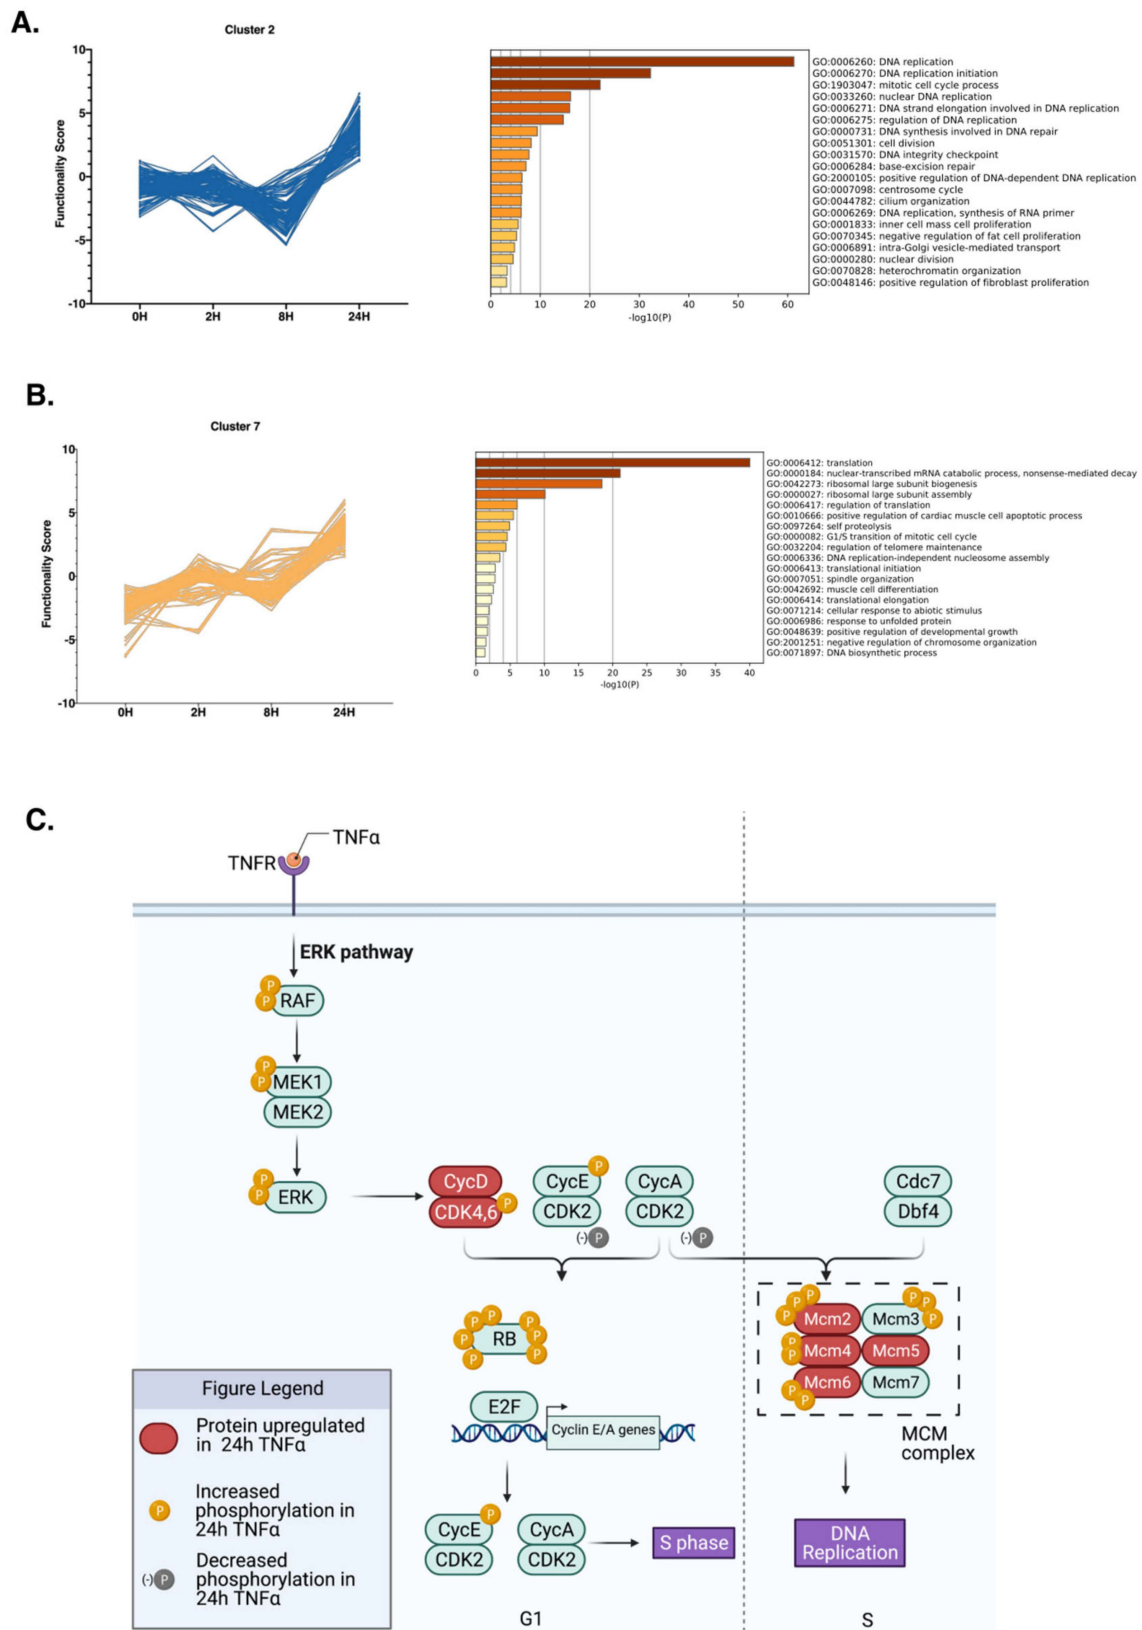 A.
Cluster 2
Functionality Score
10
5
0
-5
-10
0H 2H 8H 24H
GO:0006260: DNA replication
GO:0006270: DNA replication initiation
GO:1903047: mitotic cell cycle process
GO:0033260: nuclear DNA replication
GO:0006271: DNA strand elongation involved in DNA replication
GO:0006275: regulation of DNA replication
GO:0000731: DNA synthesis involved in DNA repair
GO:0051301: cell division
GO:0031570: DNA integrity checkpoint
GO:0006284: base-excision repair
GO:2000105: positive regulation of DNA-dependent DNA replication
GO:0007098: centrosome cycle
GO:0044782: cilium organization
GO:0006269: DNA replication, synthesis of RNA primer
GO:0001833: inner cell mass cell proliferation
GO:0070345: negative regulation of fat cell proliferation
GO:0006891: intra-Golgi vesicle-mediated transport
GO:0000280: nuclear division
GO:0070828: heterochromatin organization
GO:0048146: positive regulation of fibroblast proliferation
0 10 20 30 40 50 60
-log10(P)
B.
Cluster 7
Functionality Score
10
5
0
-5
-10
0H 2H 8H 24H
GO:0006412: translation
GO:0000184: nuclear-transcribed mRNA catabolic process, nonsense-mediated decay
GO:0042273: ribosomal large subunit biogenesis
GO:0000027: ribosomal large subunit assembly
GO:0006417: regulation of translation
GO:0010666: positive regulation of cardiac muscle cell apoptotic process
GO:0097264: self proteolysis
GO:0000082: G1/S transition of mitotic cell cycle
GO:0032204: regulation of telomere maintenance
GO:0006336: DNA replication-independent nucleosome assembly
GO:0006413: translational initiation
GO:0007051: spindle organization
GO:0042692: muscle cell differentiation
GO:0006414: translational elongation
GO:0071214: cellular response to abiotic stimulus
GO:0006986: response to unfolded protein
GO:0048639: positive regulation of developmental growth
GO:2001251: negative regulation of chromosome organization
GO:0071897: DNA biosynthetic process
0 5 10 15 20 25 30 35 40
-log10(P)
C.
TNFα
TNFR
ERK pathway
P
P RAF
P
P MEK1
MEK2
P
P ERK
CycD
CDK4,6 P
CycE P
CDK2
(-) P
CycA
CDK2
(-) P
Cdc7
Dbf4
P P P P
P RB P
P P
P P P Mcm2
Mcm3 P P P
P P Mcm4 Mcm5
P P Mcm6 Mcm7
MCM
complex
E2F
Cyclin E/A genes
CycE P
CDK2
CycA
CDK2
S phase
DNA
Replication
G1
S
Figure Legend
Protein upregulated
in 24h TNFα
P
Increased
phosphorylation in
24h TNFα
(-) P
Decreased
phosphorylation in
24h TNFα